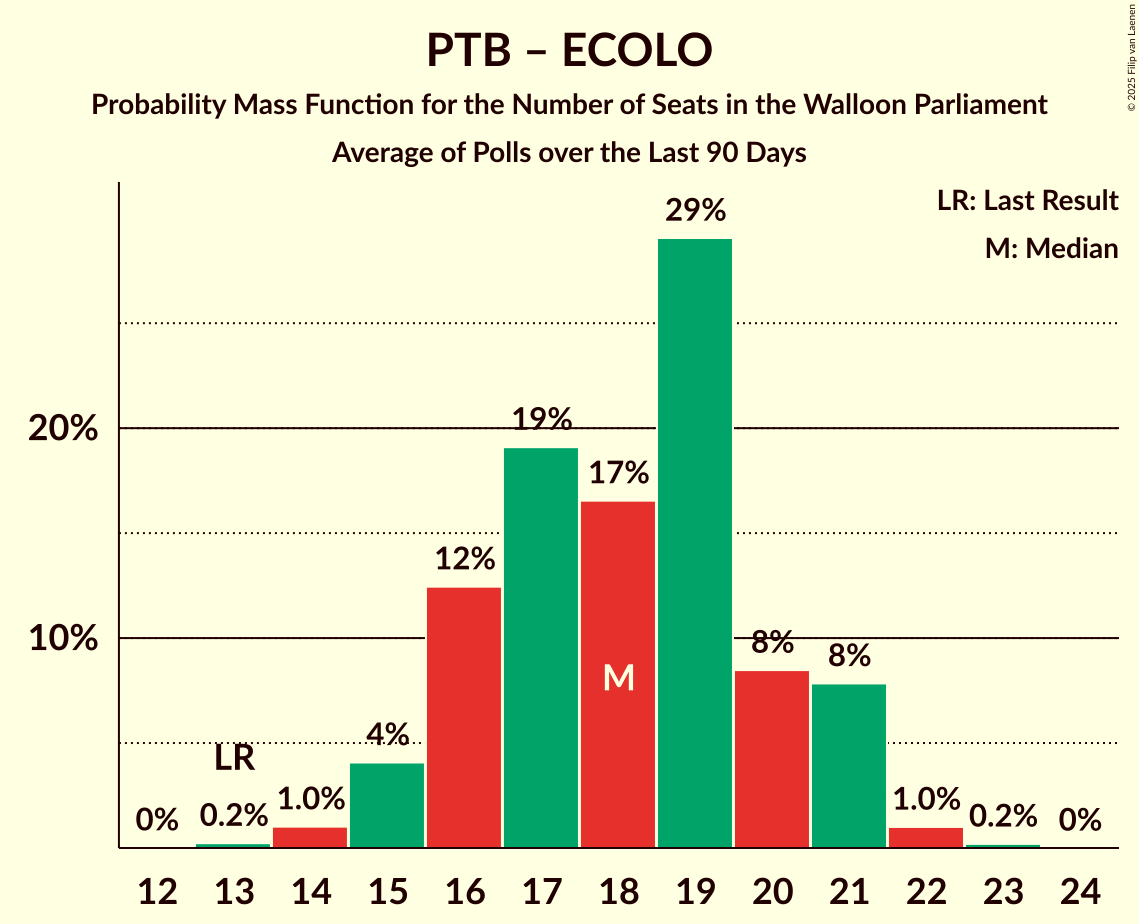 PTB – ECOLO
Probability Mass Function for the Number of Seats in the Walloon Parliament
Average of Polls over the Last 90 Days
© 2025 Filip van Laenen
LR: Last Result
M: Median
29%
20%
19%
17%
12%
10%
8%
8%
M
4%
LR
0%
0.2%
1.0%
1.0%
0.2%
0%
12 13 14 15 16 17 18 19 20 21 22 23 24